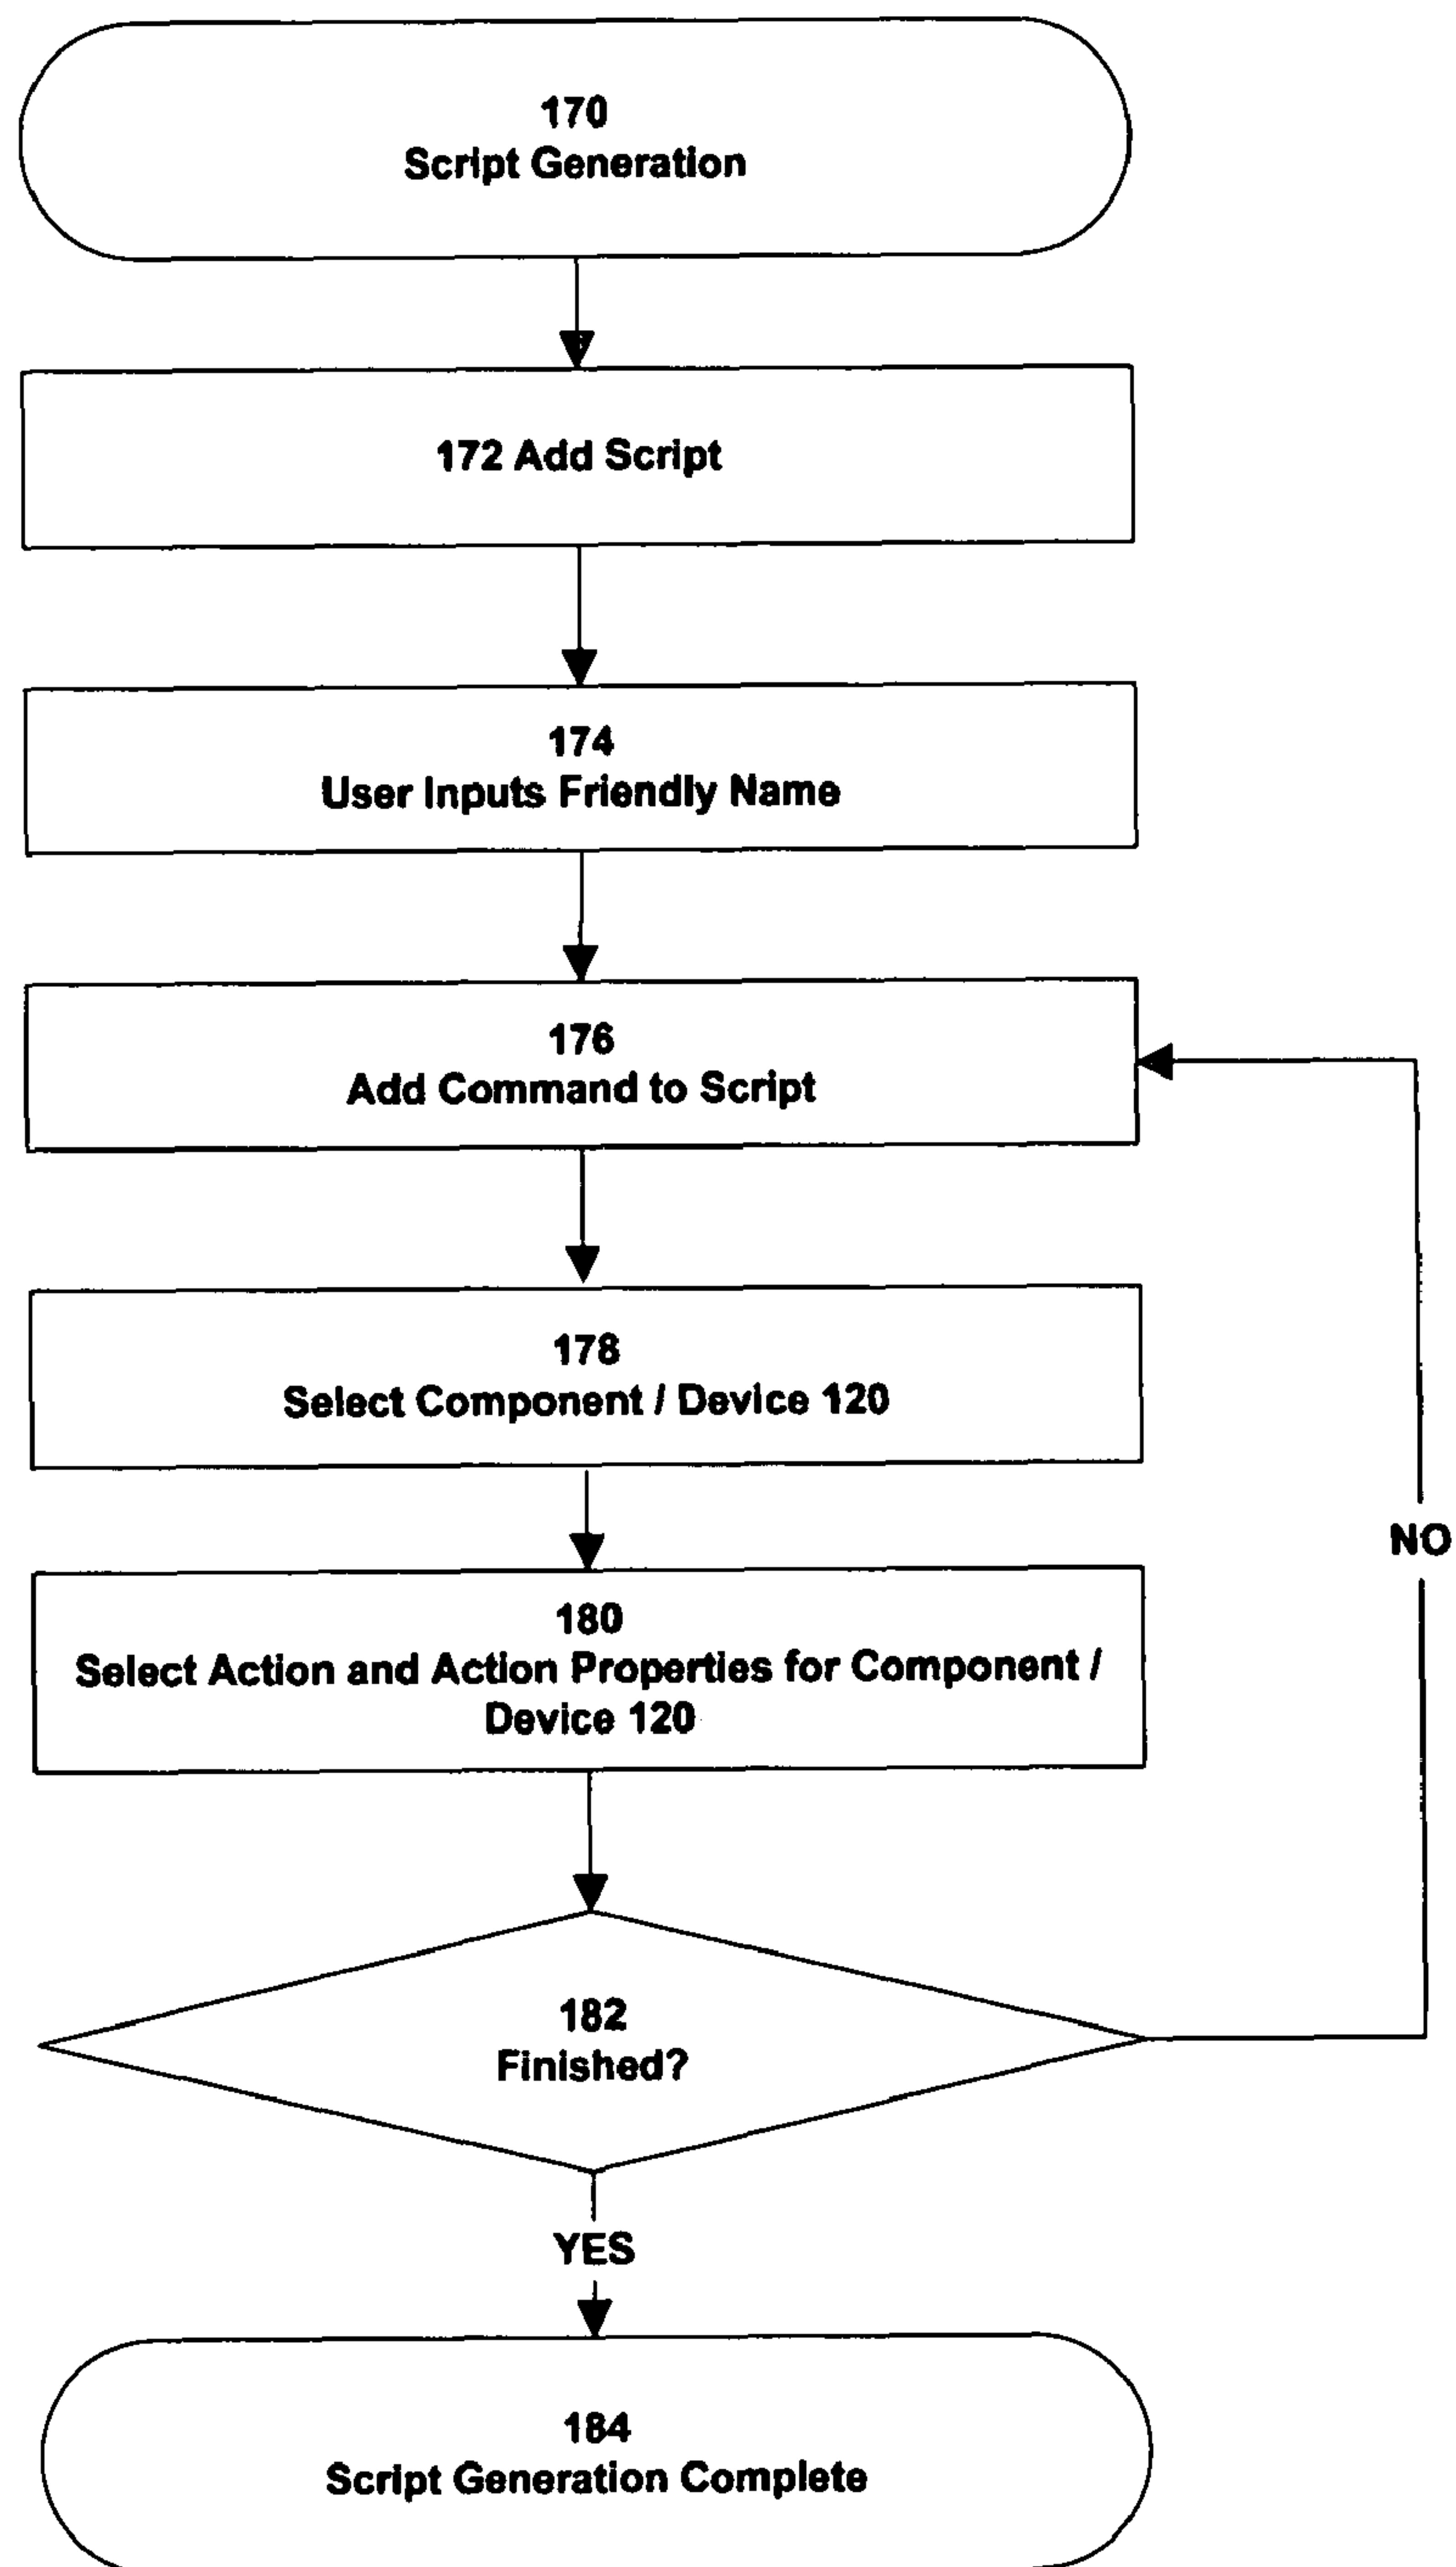 170
Script Generation
172 Add Script
174
User Inputs Friendly Name
176
Add Command to Script
178
Select Component / Device 120
NO
180
Select Action and Action Properties for Component /
Device 120
182
Finished?
YES
184
Script Generation Complete